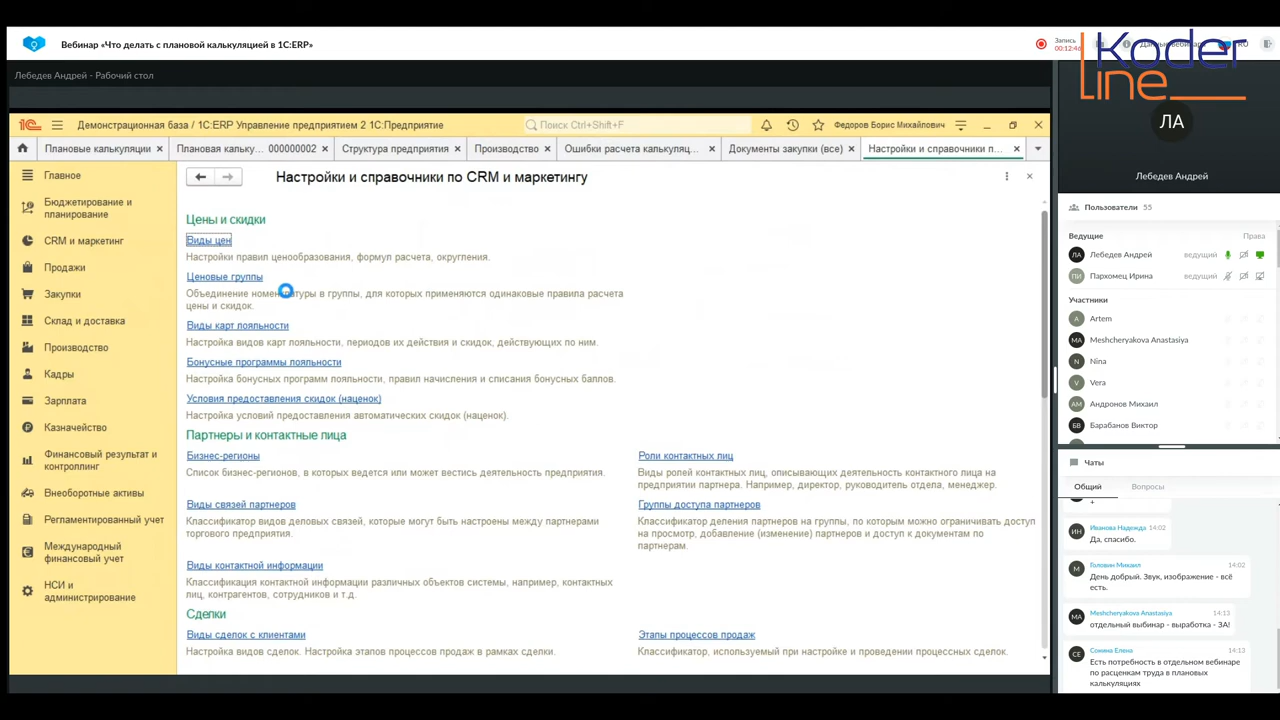 Вебинар «Что делать с плановой калькуляцией в 1С:ERP»
Запись
00:12:46
RU
Koder
Line
Лебедев Андрей - Рабочий стол
Демонстрационная база / 1С:ERP Управление предприятием 2 1С:Предприятие
Поиск Ctrl+Shift+F
Федоров Борис Михайлович
Плановые калькуляции
Плановая кальку... 000000002
Структура предприятия
Производство
Ошибки расчета калькуляц...
Документы закупки (все)
Настройки и справочники п...
Главное
Бюджетирование и
планирование
CRM и маркетинг
Продажи
Закупки
Склад и доставка
Производство
Кадры
Зарплата
Казначейство
Финансовый результат и
контроллинг
Внеоборотные активы
Регламентированный учет
Международный
финансовый учет
НСИ и
администрирование
Настройки и справочники по CRM и маркетингу
Цены и скидки
Виды цен
Настройки правил ценообразования, формул расчета, округления.
Ценовые группы
Объединение номенклатуры в группы, для которых применяются одинаковые правила расчета
цены и скидок.
Виды карт лояльности
Настройка видов карт лояльности, периодов их действия и скидок, действующих по ним.
Бонусные программы лояльности
Настройка бонусных программ лояльности, правил начисления и списания бонусных баллов.
Условия предоставления скидок (наценок)
Настройка условий предоставления автоматических скидок (наценок).
Партнеры и контактные лица
Бизнес-регионы
Список бизнес-регионов, в которых ведется или может вестись деятельность предприятия.
Роли контактных лиц
Виды ролей контактных лиц, описывающих деятельность контактного лица на
предприятии партнера. Например, директор, руководитель отдела, менеджер.
Виды связей партнеров
Классификатор видов деловых связей, которые могут быть настроены между партнерами
торгового предприятия.
Группы доступа партнеров
Классификатор деления партнеров на группы, по которым можно ограничивать доступ
на просмотр, добавление (изменение) партнеров и доступ к документам по
партнерам.
Виды контактной информации
Классификация контактной информации различных объектов системы, например, контактных
лиц, контрагентов, сотрудников и т.д.
Сделки
Виды сделок с клиентами
Настройка видов сделок. Настройка этапов процессов продаж в рамках сделки.
Этапы процессов продаж
Классификатор, используемый при настройке и проведении процессных сделок.
ЛА
Лебедев Андрей
Пользователи 55
Ведущие Права
ЛА Лебедев Андрей ведущий
ПИ Пархомец Ирина ведущий
Участники
A Artem
MA Meshcheryakova Anastasiya
N Nina
V Vera
АМ Андронов Михаил
БВ Барабанов Виктор
Чаты
Общий Вопросы
+
ИН Иванова Надежда 14:02
Да, спасибо.
М Головин Михаил 14:02
День добрый. Звук, изображение - всё
есть.
MA Meshcheryakova Anastasiya 14:13
отдельный выбинар - выработка - ЗА!
СЕ Сонина Елена 14:13
Есть потребность в отдельном вебинаре
по расценкам труда в плановых
калькуляциях